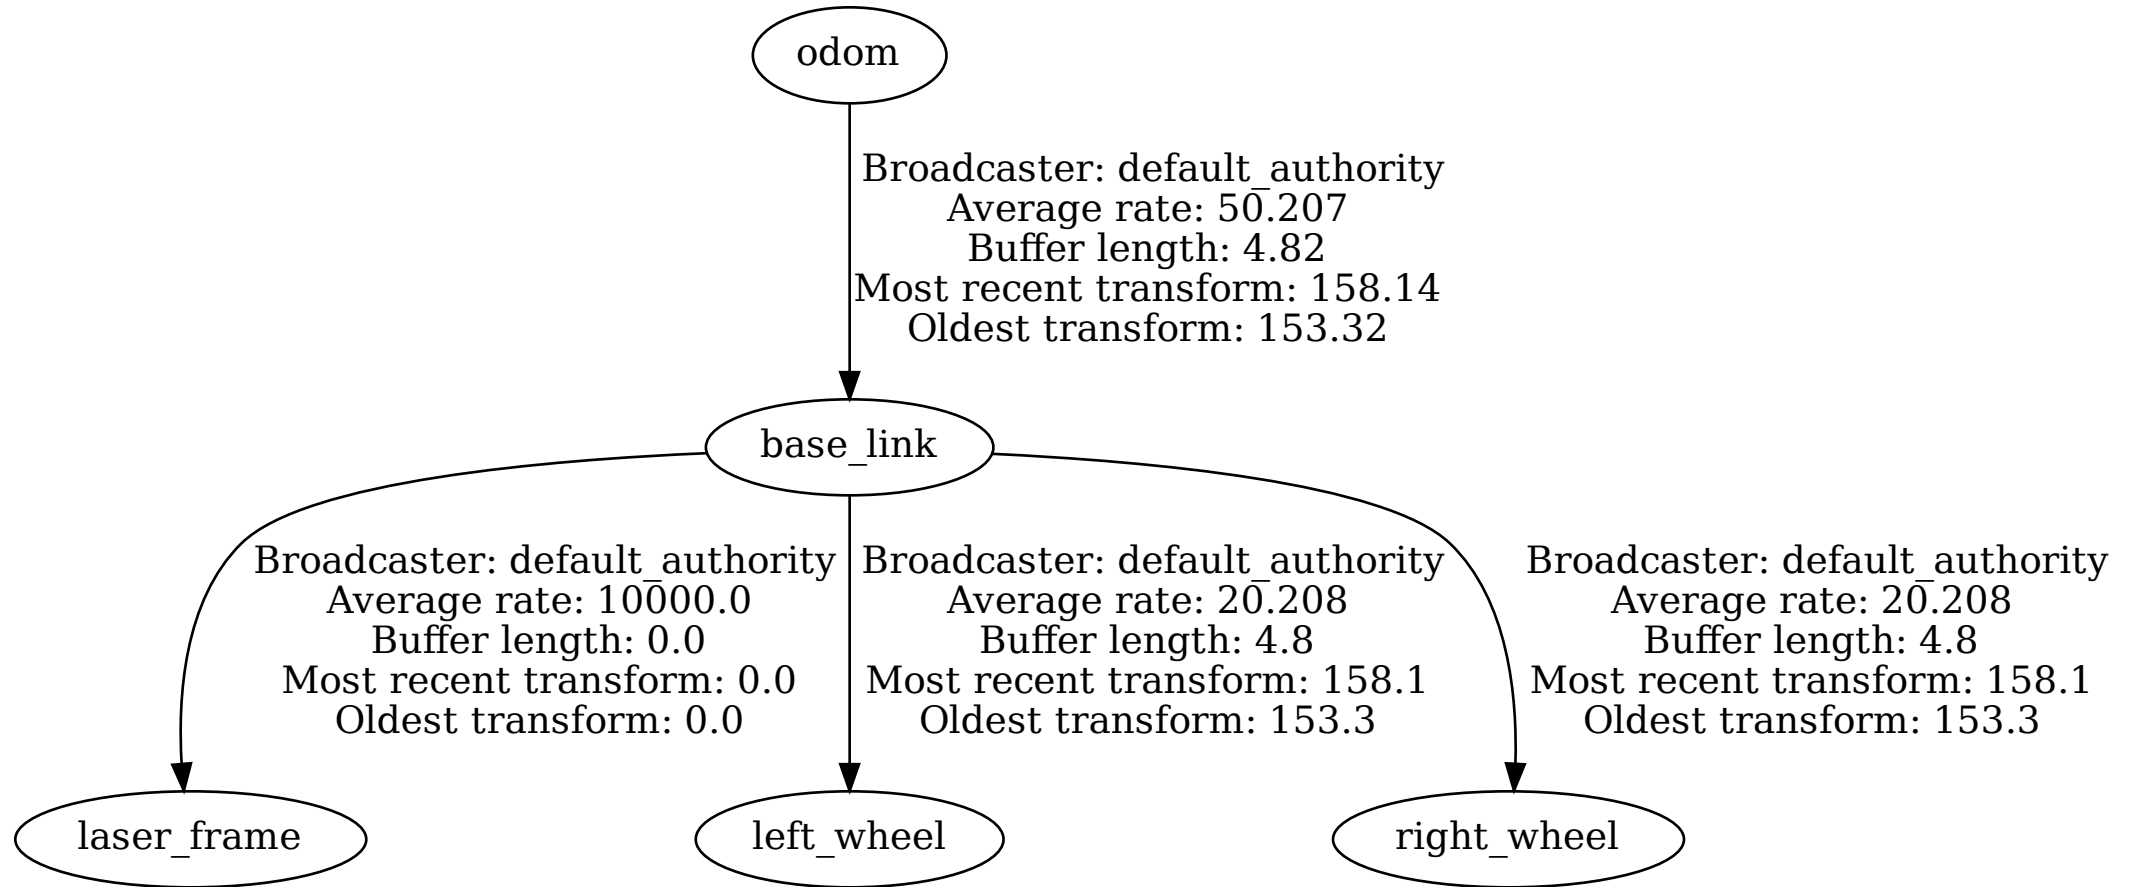 odom
Broadcaster: default_authority
Average rate: 50.207
Buffer length: 4.82
Most recent transform: 158.14
Oldest transform: 153.32
base_link
Broadcaster: default_authority
Average rate: 10000.0
Buffer length: 0.0
Most recent transform: 0.0
Oldest transform: 0.0
Broadcaster: default_authority
Average rate: 20.208
Buffer length: 4.8
Most recent transform: 158.1
Oldest transform: 153.3
Broadcaster: default_authority
Average rate: 20.208
Buffer length: 4.8
Most recent transform: 158.1
Oldest transform: 153.3
laser_frame
left_wheel
right_wheel